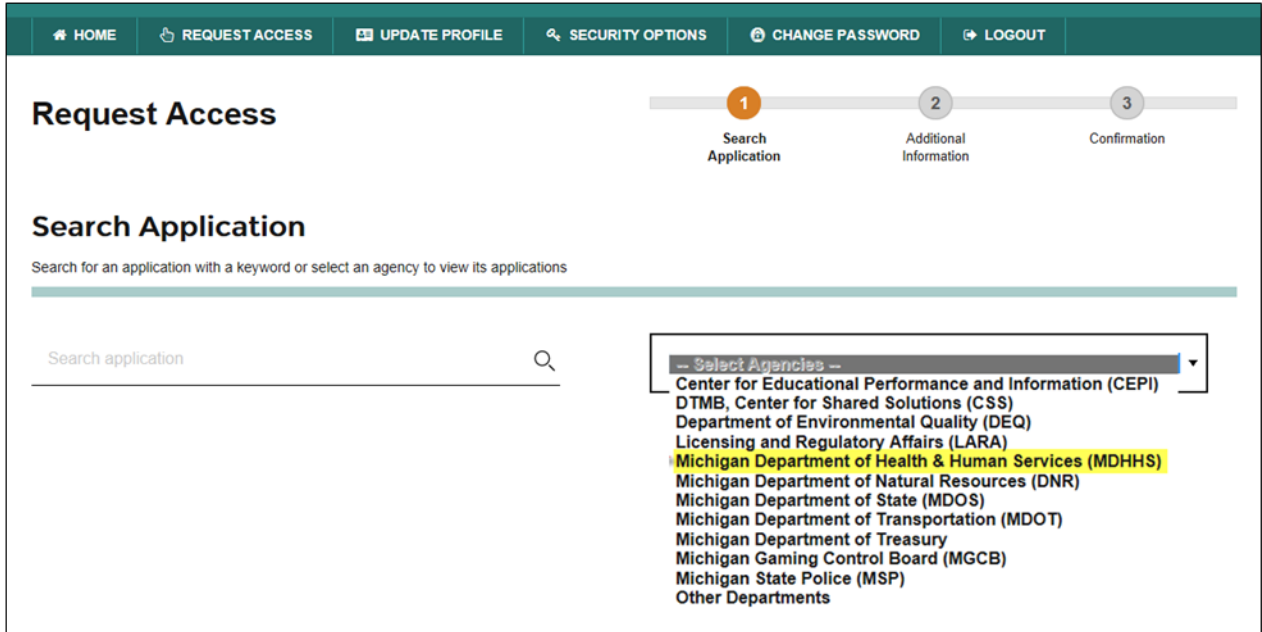 HOME REQUEST ACCESS UPDATE PROFILE SECURITY OPTIONS CHANGE PASSWORD LOGOUT
Request Access
1 2 3
Search Application
Additional Information
Confirmation
Search Application
Search for an application with a keyword or select an agency to view its applications
Search application
-- Select Agencies --
Center for Educational Performance and Information (CEPI)
DTMB, Center for Shared Solutions (CSS)
Department of Environmental Quality (DEQ)
Licensing and Regulatory Affairs (LARA)
Michigan Department of Health & Human Services (MDHHS)
Michigan Department of Natural Resources (DNR)
Michigan Department of State (MDOS)
Michigan Department of Transportation (MDOT)
Michigan Department of Treasury
Michigan Gaming Control Board (MGCB)
Michigan State Police (MSP)
Other Departments